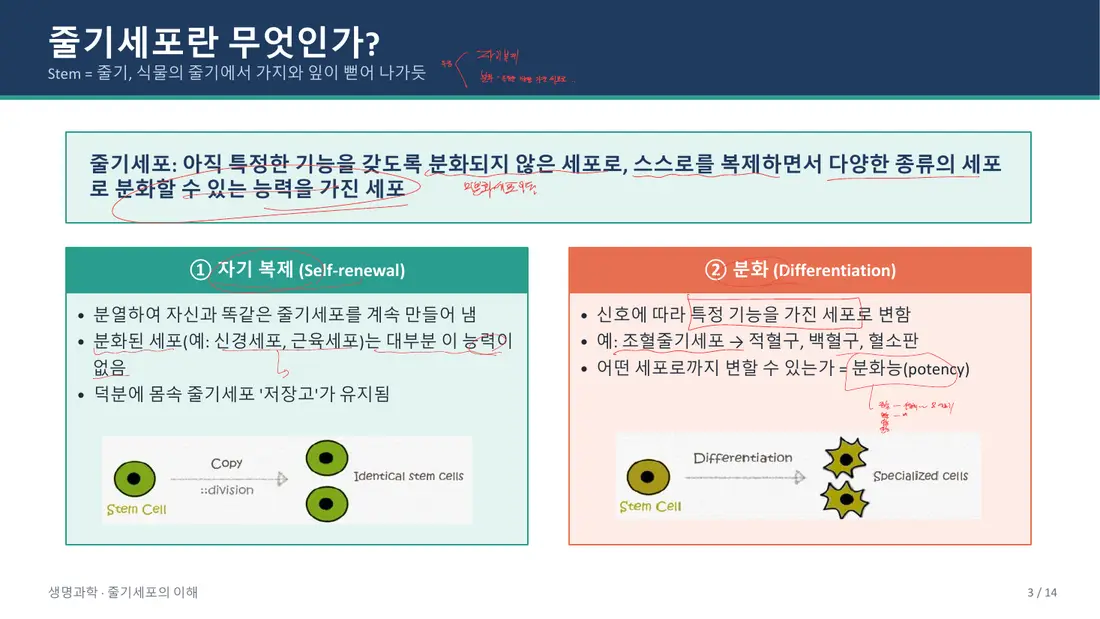 줄기세포란 무엇인가?
Stem = 줄기, 식물의 줄기에서 가지와 잎이 뻗어 나가듯
자기복제
줄기세포: 아직 특정한 기능을 갖도록 분화되지 않은 세포로, 스스로를 복제하면서 다양한 종류의 세포
로 분화할 수 있는 능력을 가진 세포
① 자기 복제 (Self-renewal)
• 분열하여 자신과 똑같은 줄기세포를 계속 만들어 냄
• 분화된 세포(예: 신경세포, 근육세포)는 대부분 이 능력이
없음
• 덕분에 몸속 줄기세포 '저장고'가 유지됨
Stem Cell
Copy
::division
Identical stem cells
② 분화 (Differentiation)
• 신호에 따라 특정 기능을 가진 세포로 변함
• 예: 조혈줄기세포 → 적혈구, 백혈구, 혈소판
• 어떤 세포로까지 변할 수 있는가 = 분화능(potency)
Stem Cell
Differentiation
Specialized cells
생명과학 · 줄기세포의 이해
3 / 14